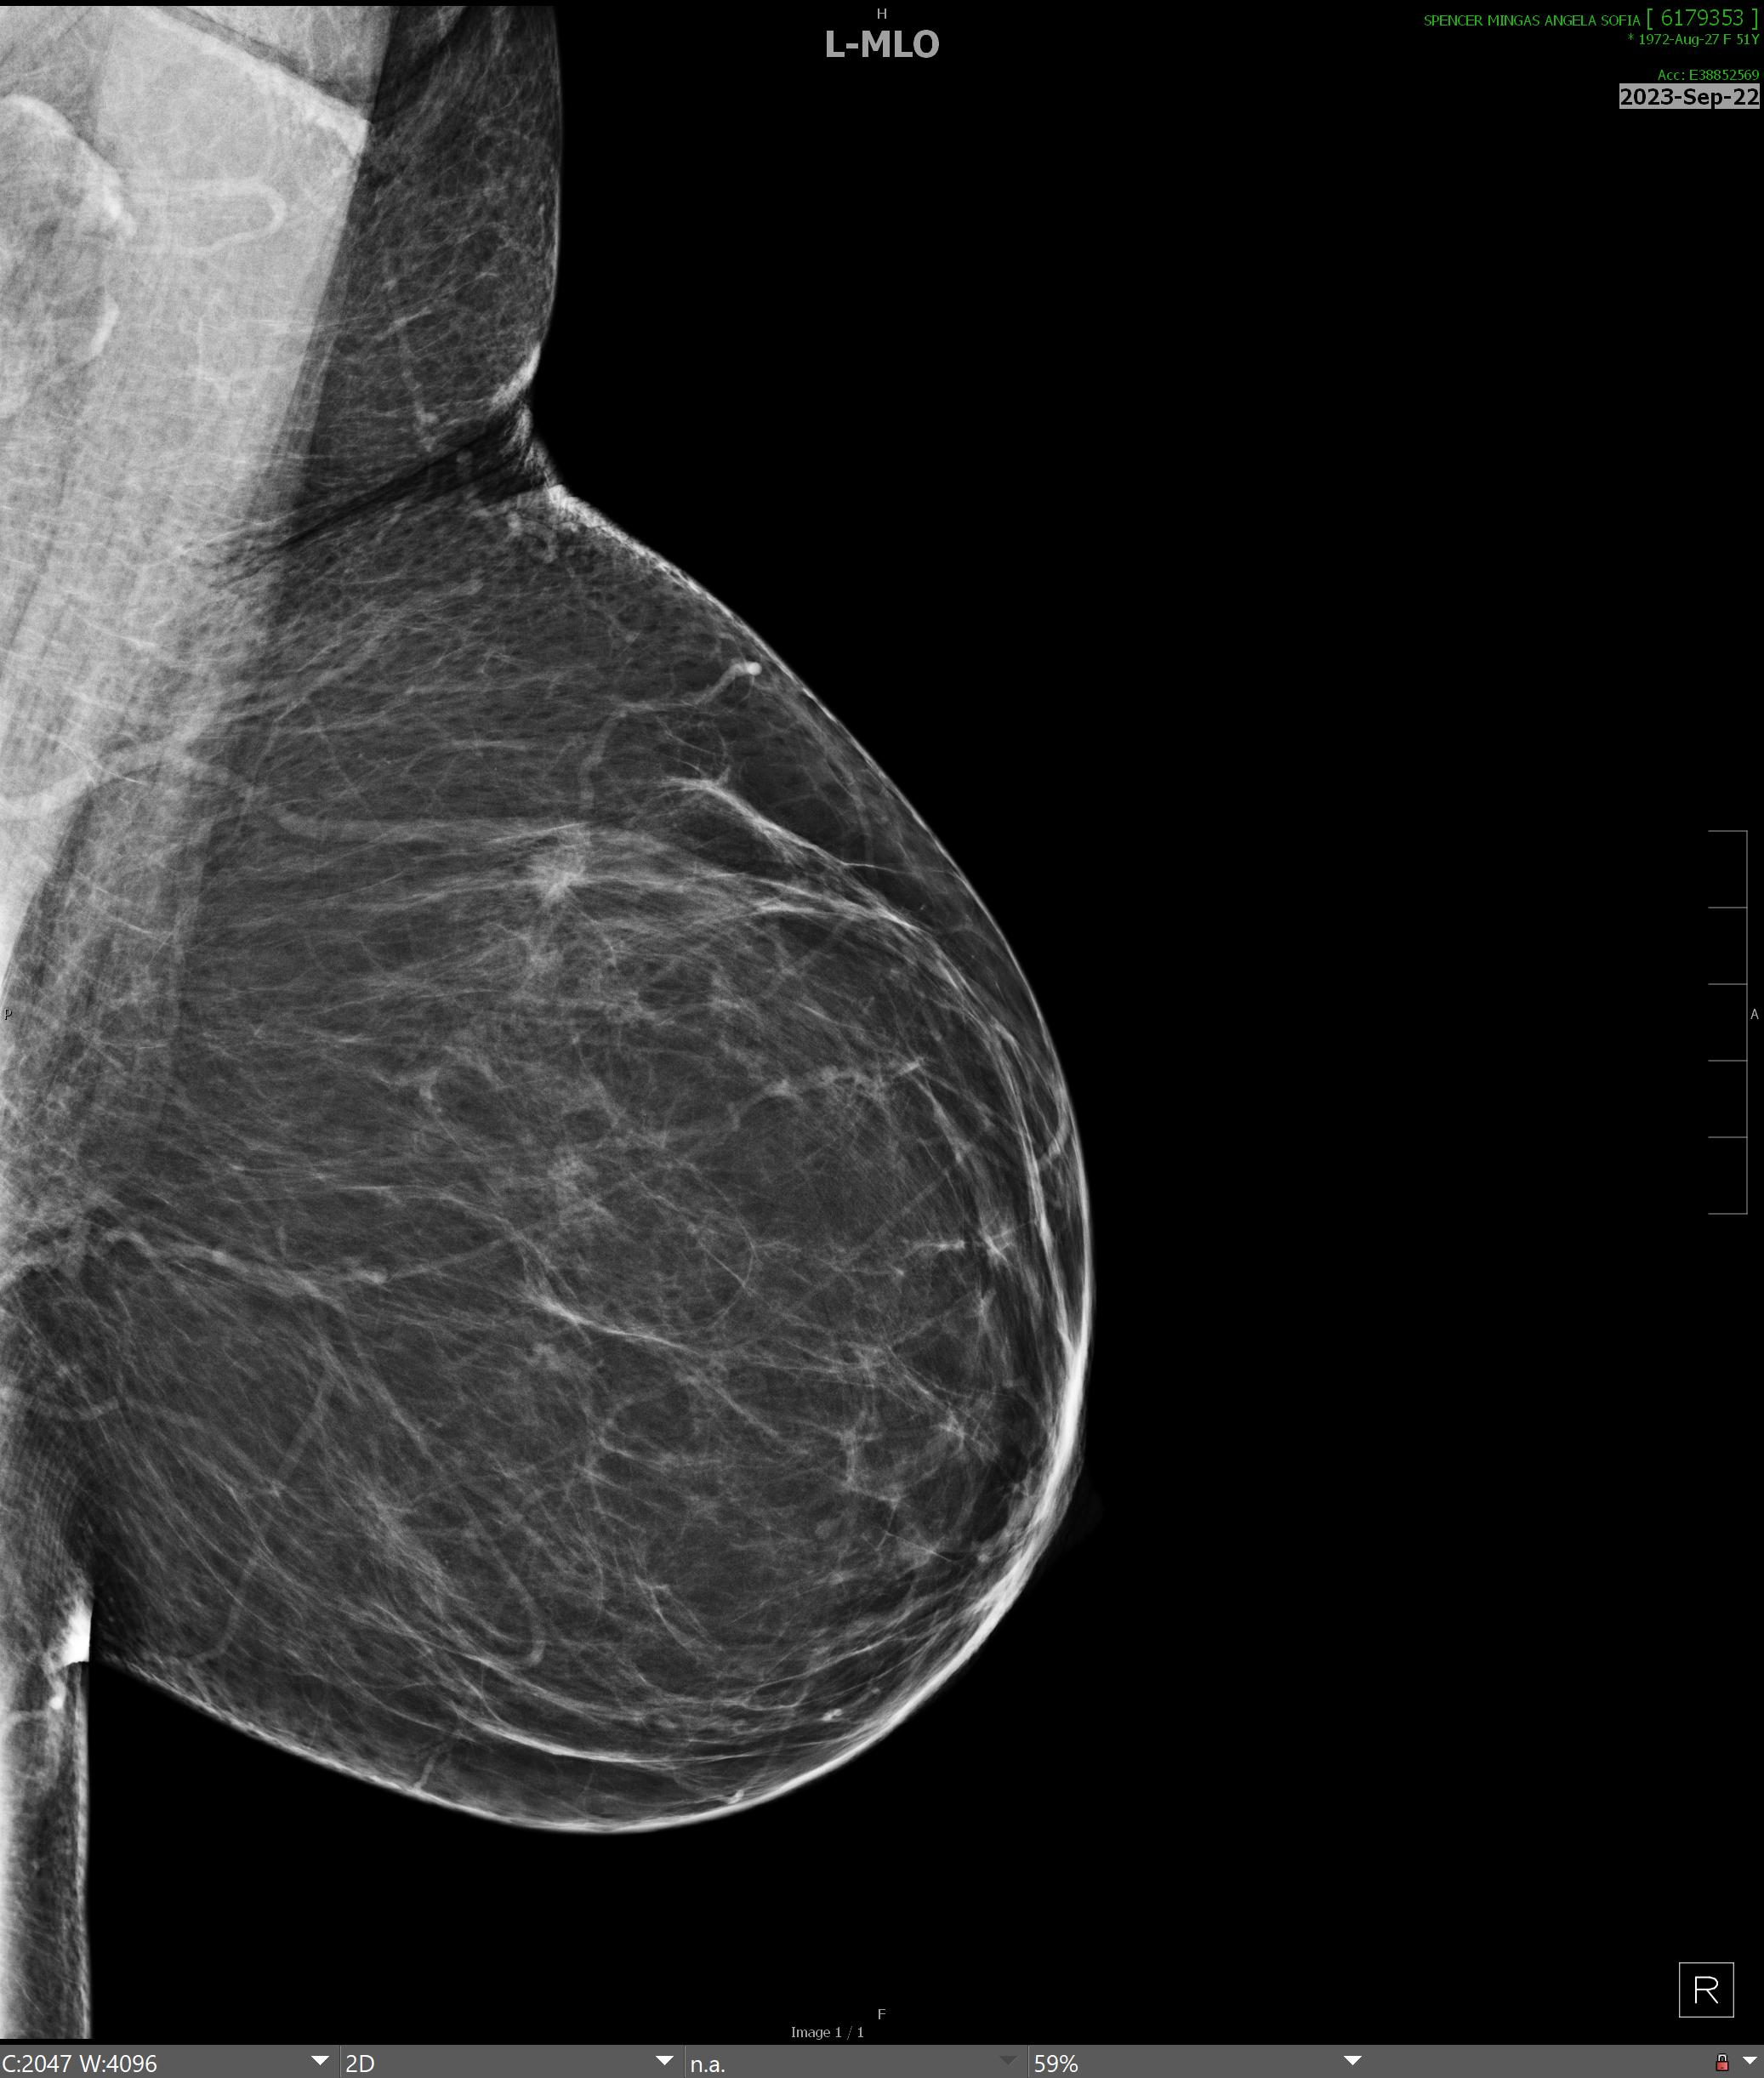 H
L-MLO
SPENCER MINGAS ANGELA SOFIA [ 6179353 ]
* 1972-Aug-27 F 51Y
Acc: E38852569
2023-Sep-22
P
A
R
F
Image 1 / 1
C:2047 W:4096
2D
n.a.
59%